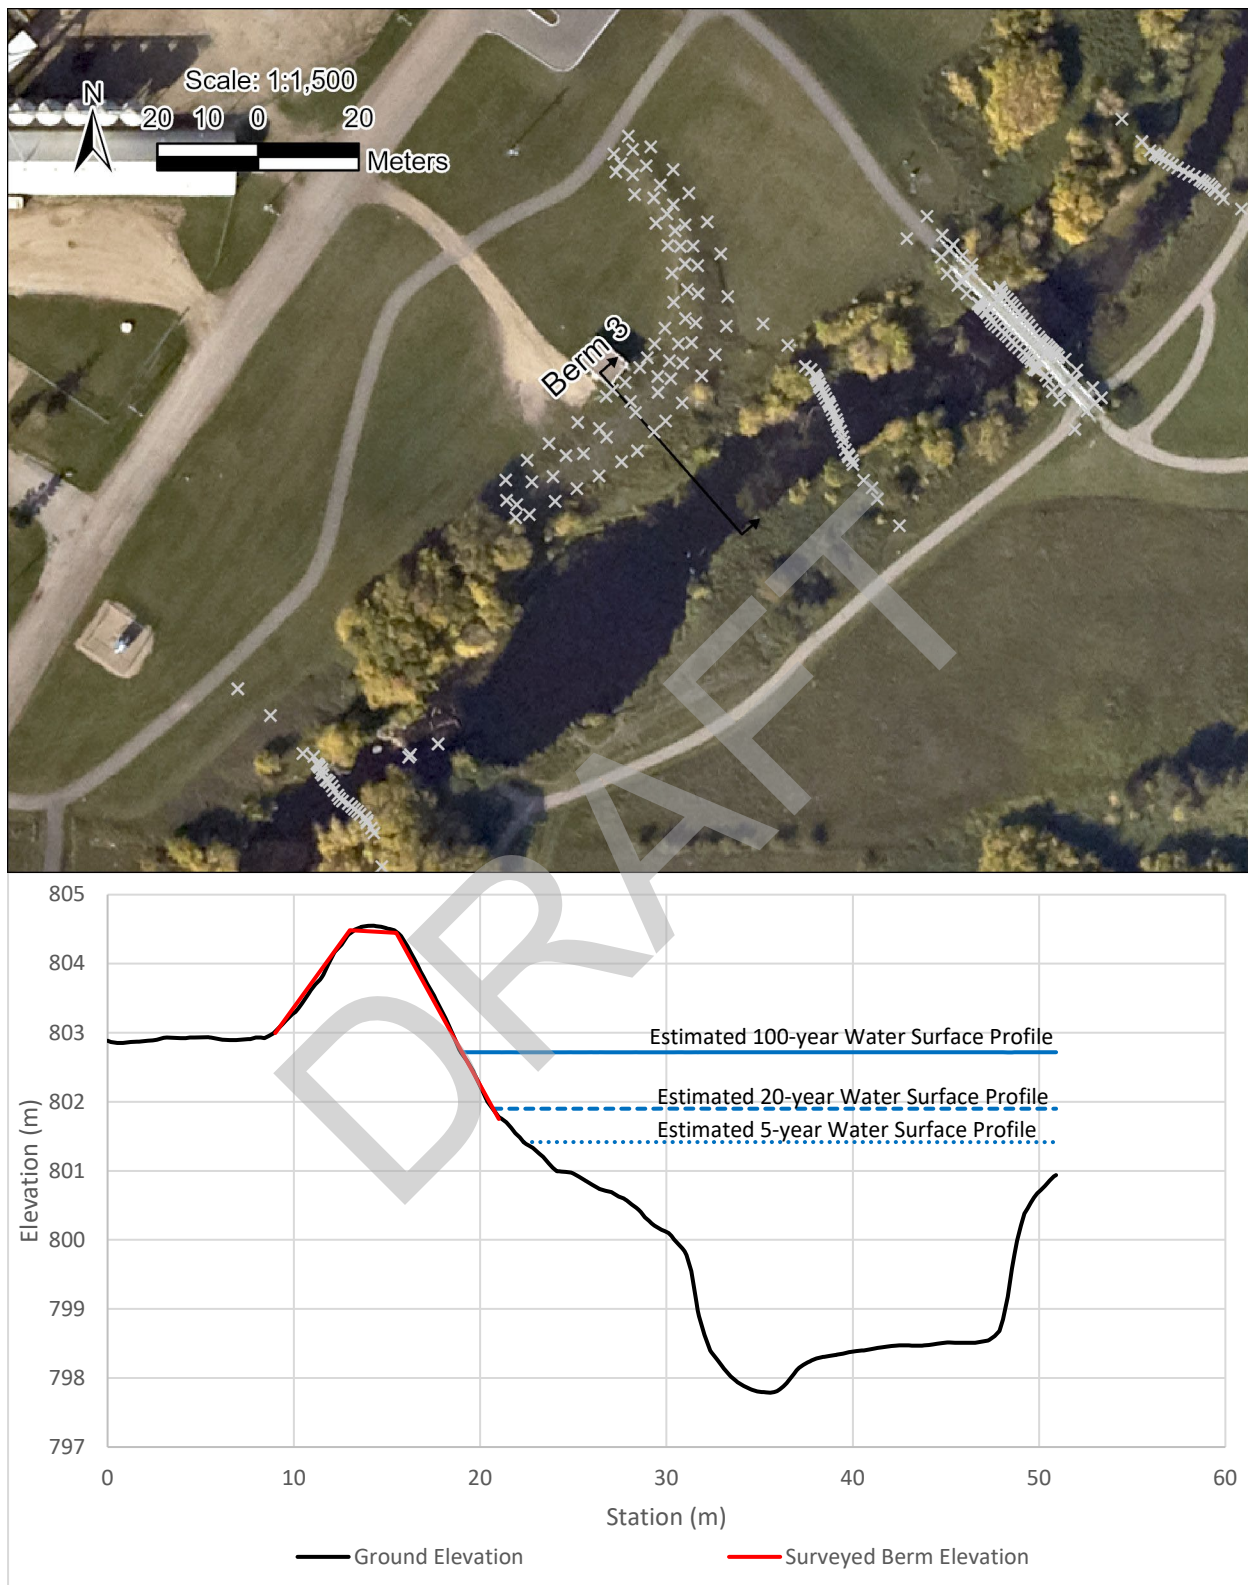 Scale: 1:1,500
N
20 10 0 20
Meters
Berm 3
DRAFT
805
804
803
802
801
800
799
798
797
Elevation (m)
Estimated 100-year Water Surface Profile
Estimated 20-year Water Surface Profile
Estimated 5-year Water Surface Profile
0 10 20 30 40 50 60
Station (m)
Ground Elevation
Surveyed Berm Elevation